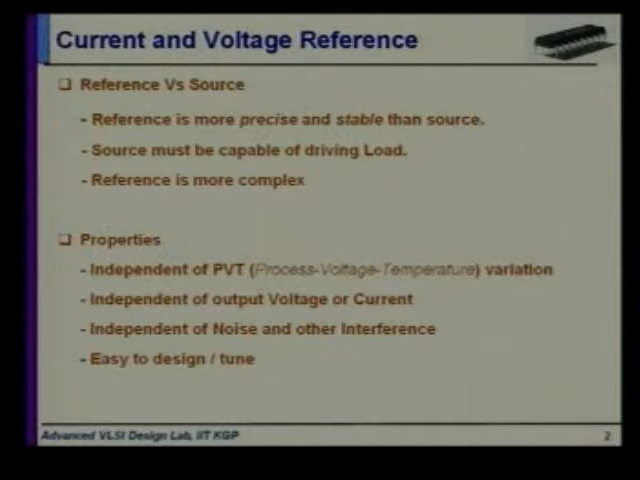 Current and Voltage Reference
❑ Reference Vs Source
- Reference is more precise and stable than source.
- Source must be capable of driving Load.
- Reference is more complex
❑ Properties
- Independent of PVT (Process-Voltage-Temperature) variation
- Independent of output Voltage or Current
- Independent of Noise and other Interference
- Easy to design / tune
Advanced VLSI Design Lab, IIT KGP
2